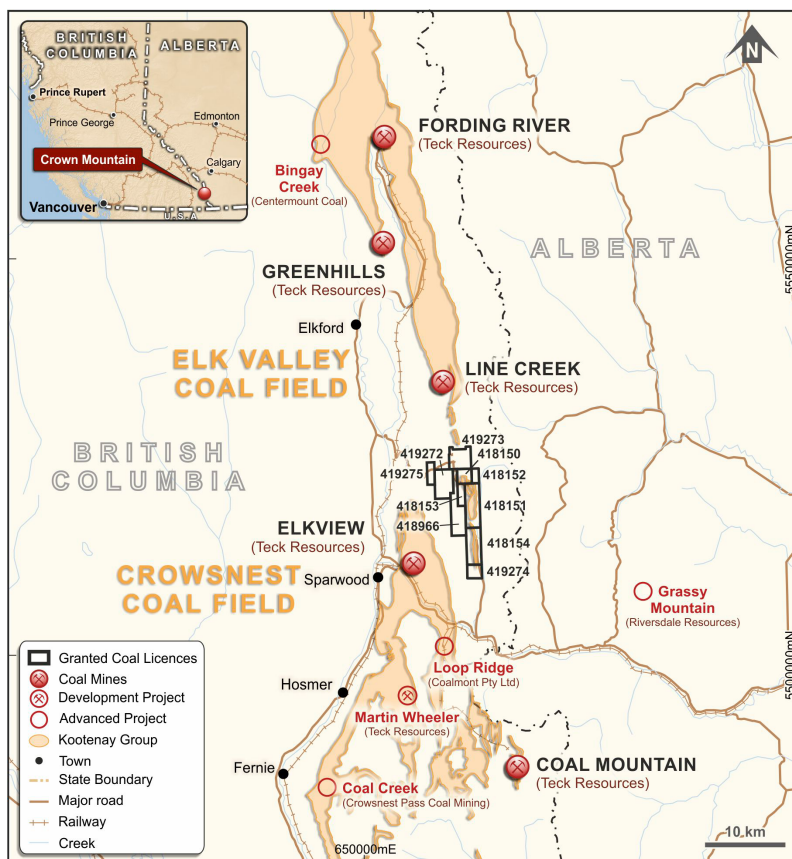 BRITISH
COLUMBIA
ALBERTA
Prince Rupert
Prince George
Edmonton
Crown Mountain
Calgary
Vancouver
U.S.A
N
FORDING RIVER
(Teck Resources)
Bingay
Creek
(Centermount Coal)
ALBERTA
5550000mN
GREENHILLS
(Teck Resources)
Elkford
ELK VALLEY
COAL FIELD
LINE CREEK
(Teck Resources)
BRITISH
COLUMBIA
419273
419272
418150
419275
418152
418153
418151
418966
418154
419274
ELKVIEW
(Teck Resources)
CROWSNEST
COAL FIELD
Sparwood
Grassy
Mountain
(Riversdale Resources)
Loop Ridge
(Coalmont Pty Ltd)
5500000mN
Hosmer
Martin Wheeler
(Teck Resources)
Fernie
COAL MOUNTAIN
(Teck Resources)
Coal Creek
(Crowsnest Pass Coal Mining)
Granted Coal Licences
Coal Mines
Development Project
Advanced Project
Kootenay Group
Town
State Boundary
Major road
Railway
Creek
650000mE
10 km